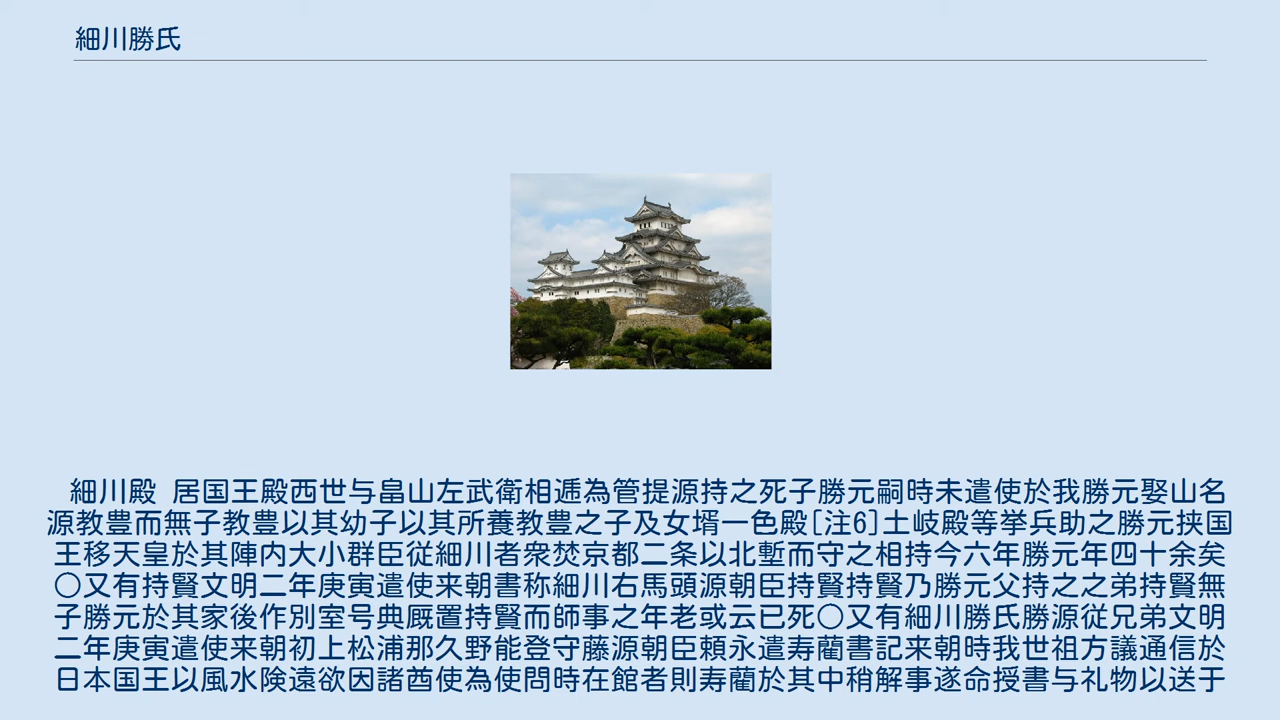 細川勝氏
細川殿 居国王殿西世与畠山左武衛相逓為管提源持之死子勝元嗣時未遣使於我勝元娶山名
源教豊而無子教豊以其幼子以其所養教豊之子及女壻一色殿[注6]土岐殿等挙兵助之勝元挟国
王移天皇於其陣内大小群臣従細川者衆焚京都二条以北塹而守之相持今六年勝元年四十余矣
〇又有持賢文明二年庚寅遣使来朝書称細川右馬頭源朝臣持賢持賢乃勝元父持之之弟持賢無
子勝元於其家後作別室号典厩置持賢而師事之年老或云已死〇又有細川勝氏勝源従兄弟文明
二年庚寅遣使来朝初上松浦那久野能登守藤源朝臣頼永遣寿藺書記来朝時我世祖方議通信於
日本国王以風水険遠欲因諸酋使為使問時在館者則寿藺於其中稍解事遂命授書与礼物以送于